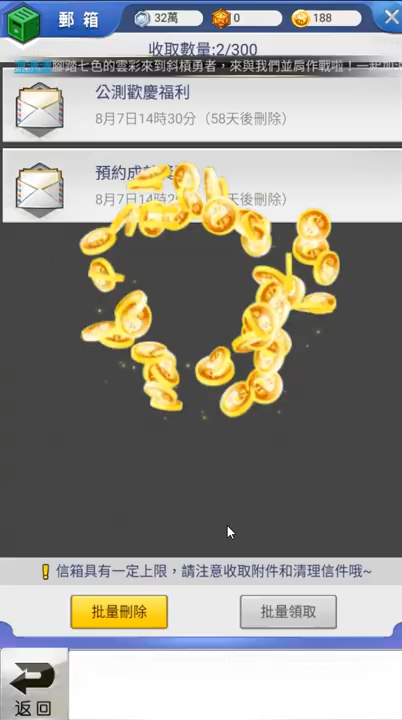 郵箱
32萬
0
188
收取數量:2/300
腳踏七色的雲彩來到斜槓勇者，來與我們並肩作戰啦！一起
公測歡慶福利
8月7日14時30分（58天後刪除）
預約成
8月7日14時2 天後刪除）
信箱具有一定上限，請注意收取附件和清理信件哦~
批量刪除
批量領取
返回